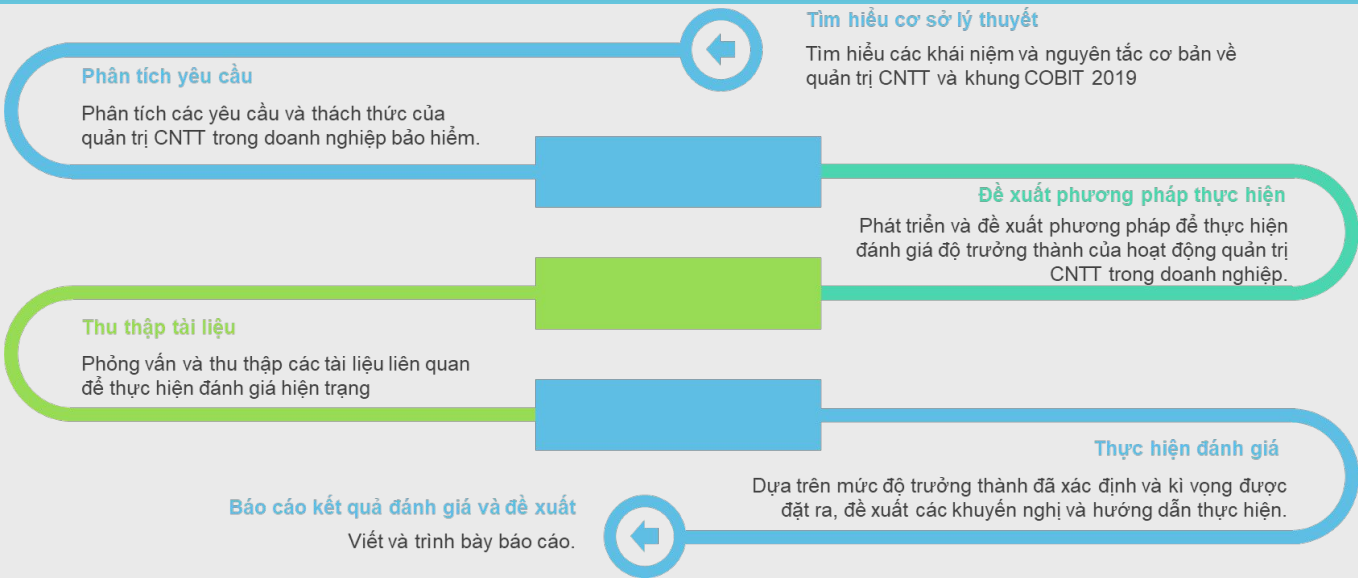 Tìm hiểu cơ sở lý thuyết
Tìm hiểu các khái niệm và nguyên tắc cơ bản về
quản trị CNTT và khung COBIT 2019
Phân tích yêu cầu
Phân tích các yêu cầu và thách thức của
quản trị CNTT trong doanh nghiệp bảo hiểm.
Đề xuất phương pháp thực hiện
Phát triển và đề xuất phương pháp để thực hiện
đánh giá độ trưởng thành của hoạt động quản trị
CNTT trong doanh nghiệp.
Thu thập tài liệu
Phỏng vấn và thu thập các tài liệu liên quan
để thực hiện đánh giá hiện trạng
Thực hiện đánh giá
Dựa trên mức độ trưởng thành đã xác định và kì vọng được
đặt ra, đề xuất các khuyến nghị và hướng dẫn thực hiện.
Báo cáo kết quả đánh giá và đề xuất
Viết và trình bày báo cáo.